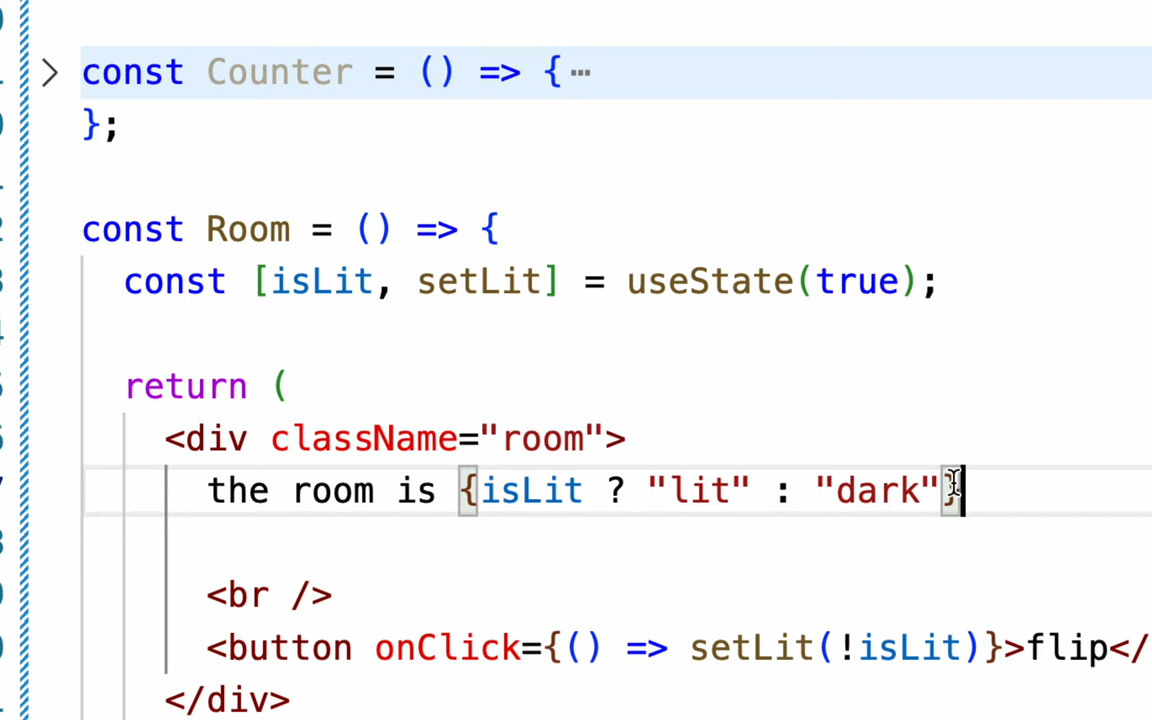 const Counter = () => {⋯
};
const Room = () => {
const [isLit, setLit] = useState(true);
return (
<div className="room">
the room is {isLit ? "lit" : "dark"}
<br />
<button onClick={() => setLit(!isLit)}>flip</
</div>